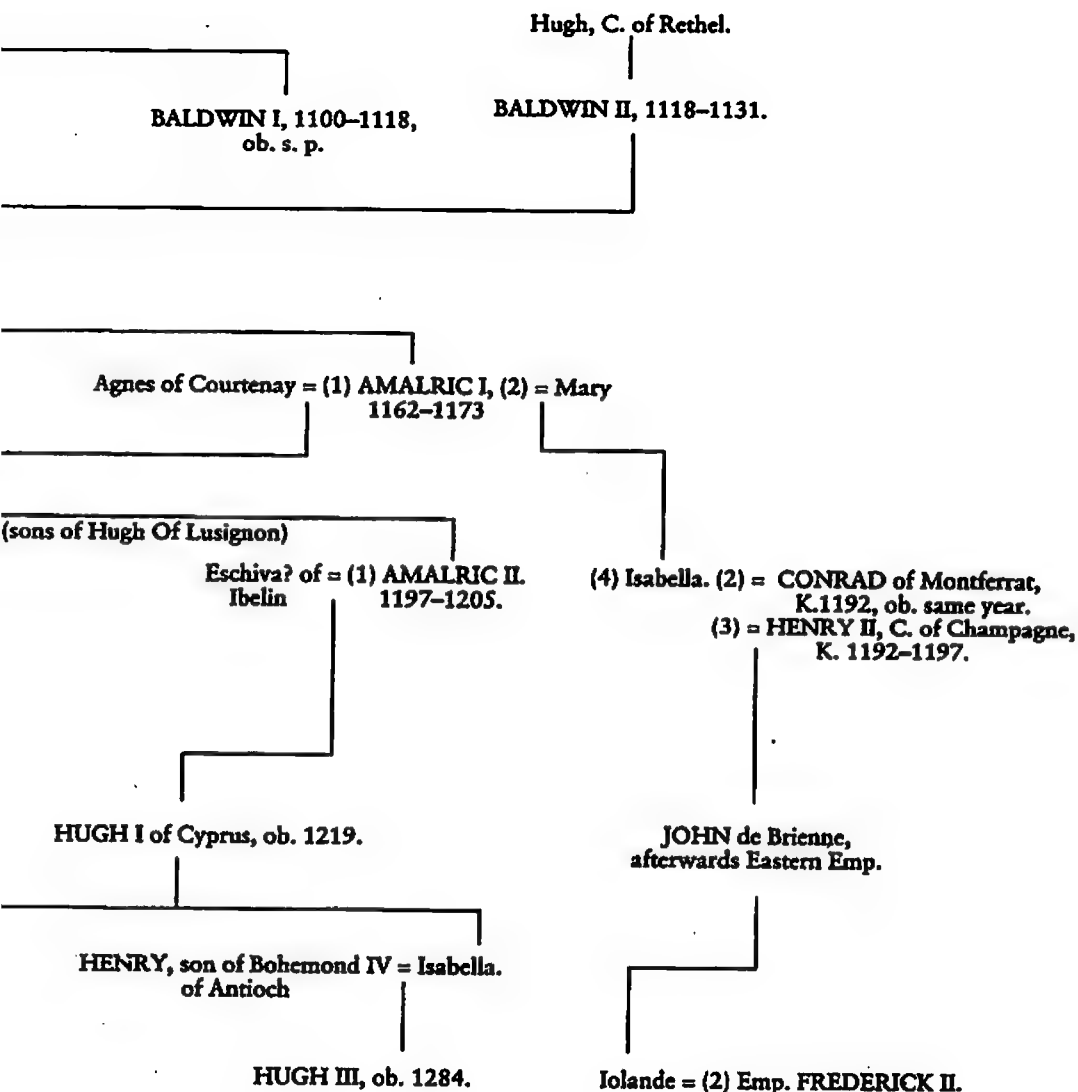 Hugh, C. of Rethel.
BALDWIN I, 1100–1118,
ob. s. p.
BALDWIN II, 1118–1131.
Agnes of Courtenay = (1) AMALRIC I, (2) = Mary
1162–1173
(sons of Hugh Of Lusignon)
Eschiva? of = (1) AMALRIC II.
Ibelin 1197–1205.
(4) Isabella. (2) = CONRAD of Montferrat,
K.1192, ob. same year.
(3) = HENRY II, C. of Champagne,
K. 1192–1197.
HUGH I of Cyprus, ob. 1219.
JOHN de Brienne,
afterwards Eastern Emp.
HENRY, son of Bohemond IV = Isabella.
of Antioch
HUGH III, ob. 1284.
Iolande = (2) Emp. FREDERICK II.